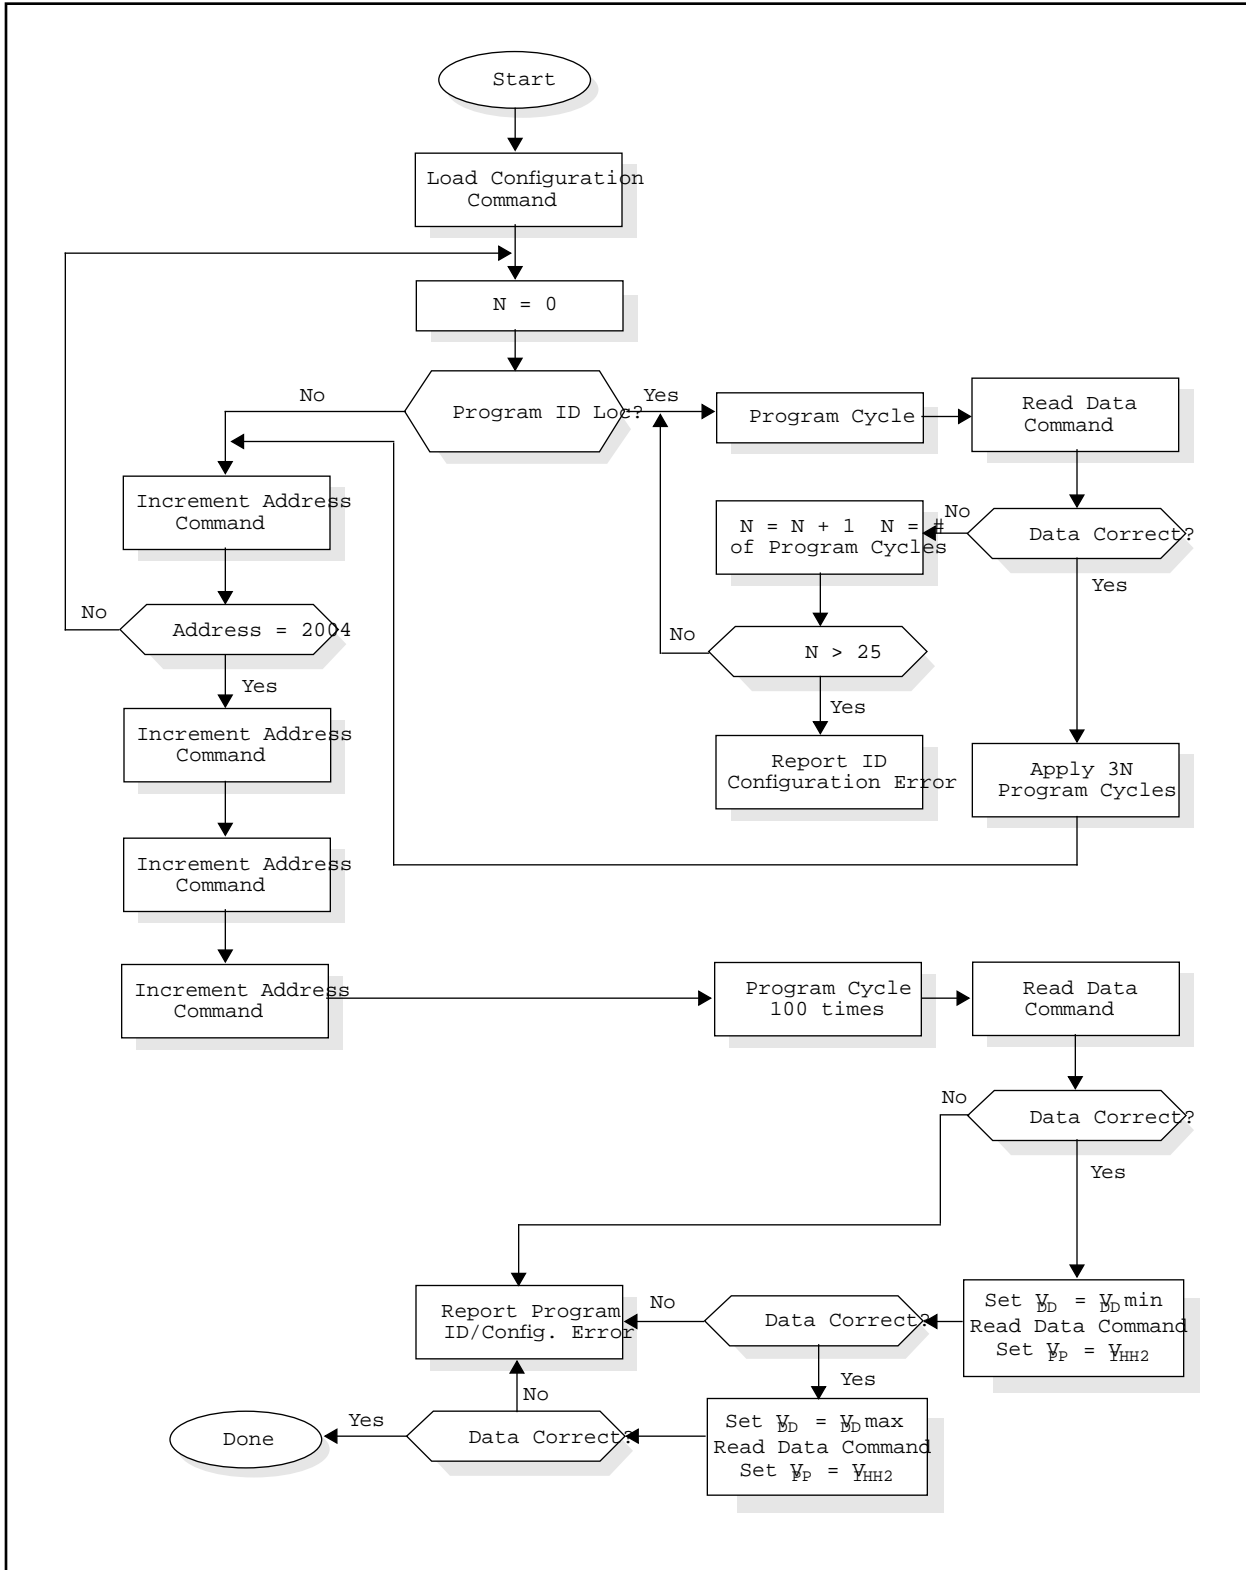 Start
Load Configuration
Command
N = 0
No
Program ID Loc?
Yes
Program Cycle
Read Data
Command
Increment Address
Command
N = N + 1 N = #
of Program Cycles
No
Data Correct?
Yes
No
Address = 2004
Yes
No
N > 25
Yes
Increment Address
Command
Report ID
Configuration Error
Apply 3N
Program Cycles
Increment Address
Command
Increment Address
Command
Program Cycle
100 times
Read Data
Command
No
Data Correct?
Yes
Report Program
ID/Config. Error
No
Data Correct?
Set VDD = VDD min
Read Data Command
Set VPP = VIHH2
Yes
No
Done
Yes
Data Correct?
Set VDD = VDD max
Read Data Command
Set VPP = VIHH2